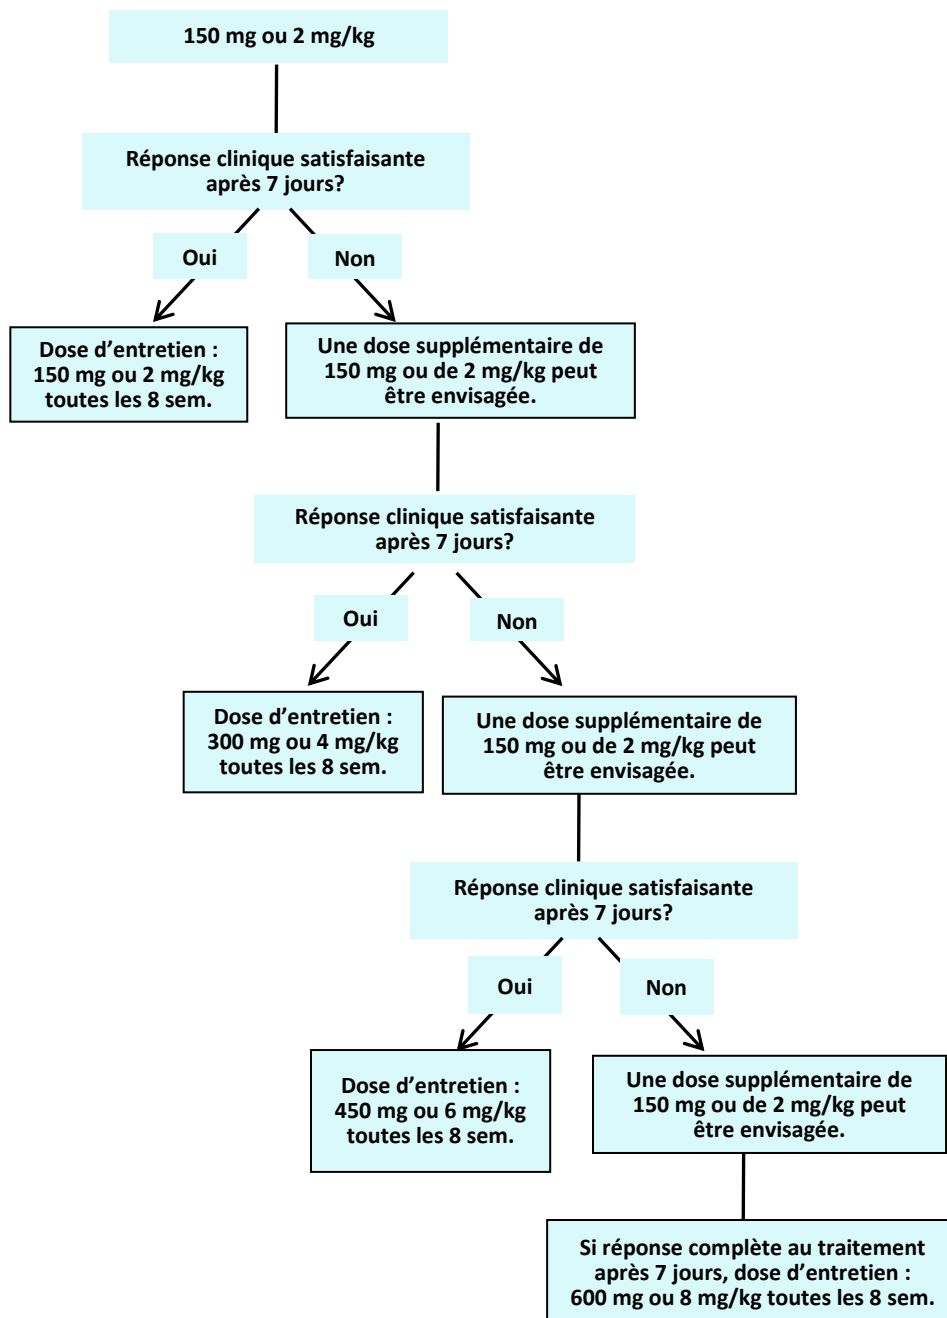 150 mg ou 2 mg/kg
Réponse clinique satisfaisante
après 7 jours?
Oui
Non
Dose d'entretien :
150 mg ou 2 mg/kg
toutes les 8 sem.
Une dose supplémentaire de
150 mg ou de 2 mg/kg peut
être envisagée.
Réponse clinique satisfaisante
après 7 jours?
Oui
Non
Dose d'entretien :
300 mg ou 4 mg/kg
toutes les 8 sem.
Une dose supplémentaire de
150 mg ou de 2 mg/kg peut
être envisagée.
Réponse clinique satisfaisante
après 7 jours?
Oui
Non
Dose d'entretien :
450 mg ou 6 mg/kg
toutes les 8 sem.
Une dose supplémentaire de
150 mg ou de 2 mg/kg peut
être envisagée.
Si réponse complète au traitement
après 7 jours, dose d'entretien :
600 mg ou 8 mg/kg toutes les 8 sem.